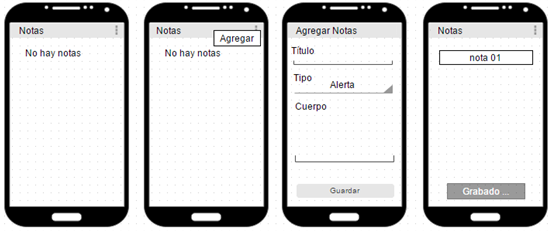 Notas
No hay notas
Notas
Agregar
No hay notas
Agregar Notas
Título
Tipo
Alerta
Cuerpo
Guardar
Notas
nota 01
Grabado ...